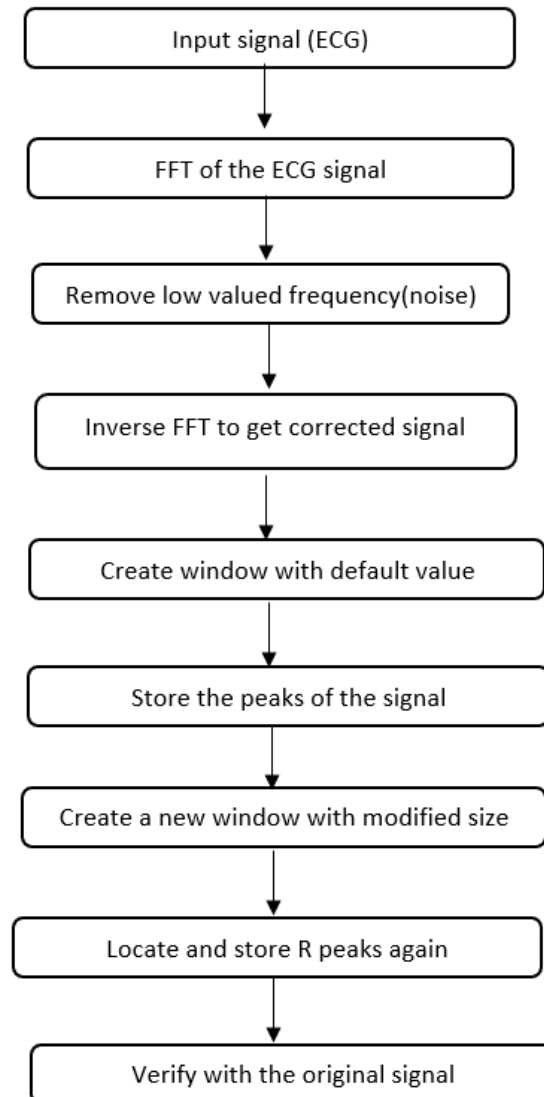 Input signal (ECG)
FFT of the ECG signal
Remove low valued frequency(noise)
Inverse FFT to get corrected signal
Create window with default value
Store the peaks of the signal
Create a new window with modified size
Locate and store R peaks again
Verify with the original signal